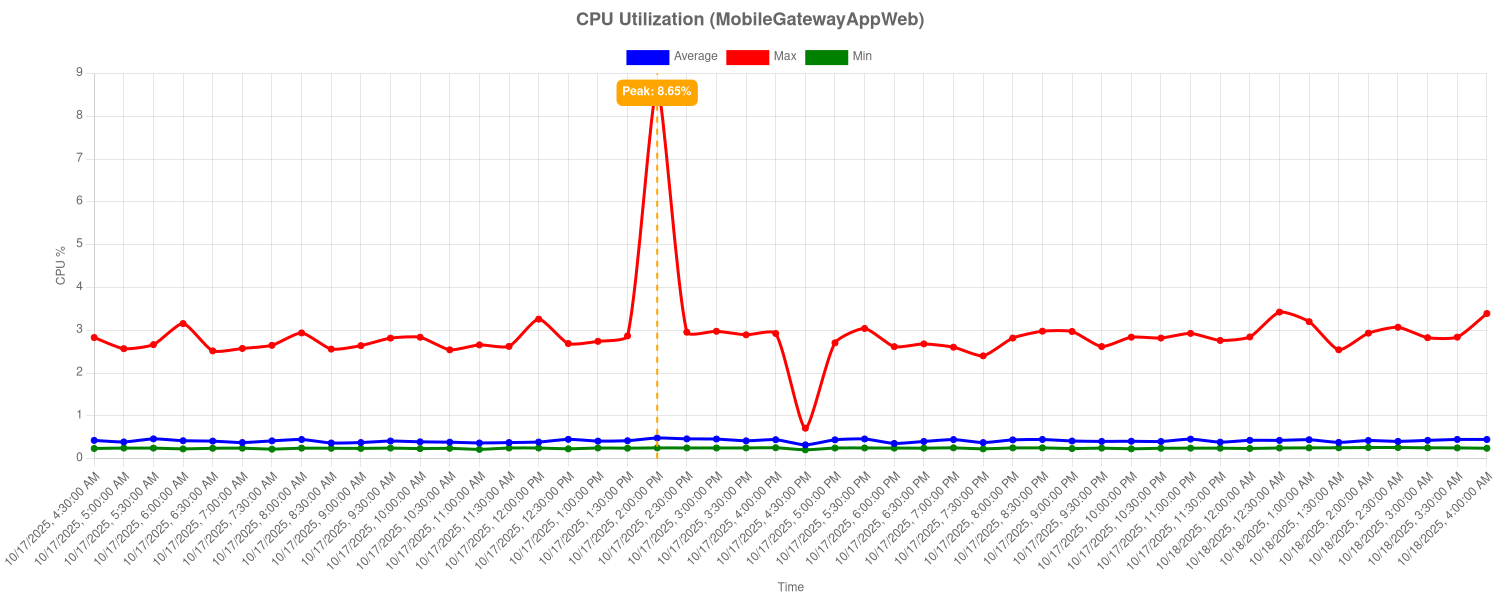 CPU Utilization (MobileGatewayAppWeb)
Average
Max
Min
Peak: 8.65%
9
8
7
6
5
4
3
2
1
0
CPU %
10/17/2025, 4:30:00 AM
10/17/2025, 5:00:00 AM
10/17/2025, 5:30:00 AM
10/17/2025, 6:00:00 AM
10/17/2025, 6:30:00 AM
10/17/2025, 7:00:00 AM
10/17/2025, 7:30:00 AM
10/17/2025, 8:00:00 AM
10/17/2025, 8:30:00 AM
10/17/2025, 9:00:00 AM
10/17/2025, 9:30:00 AM
10/17/2025, 10:00:00 AM
10/17/2025, 10:30:00 AM
10/17/2025, 11:00:00 AM
10/17/2025, 11:30:00 AM
10/17/2025, 12:00:00 PM
10/17/2025, 12:30:00 PM
10/17/2025, 1:00:00 PM
10/17/2025, 1:30:00 PM
10/17/2025, 2:00:00 PM
10/17/2025, 2:30:00 PM
10/17/2025, 3:00:00 PM
10/17/2025, 3:30:00 PM
10/17/2025, 4:00:00 PM
10/17/2025, 4:30:00 PM
10/17/2025, 5:00:00 PM
10/17/2025, 5:30:00 PM
10/17/2025, 6:00:00 PM
10/17/2025, 6:30:00 PM
10/17/2025, 7:00:00 PM
10/17/2025, 7:30:00 PM
10/17/2025, 8:00:00 PM
10/17/2025, 8:30:00 PM
10/17/2025, 9:00:00 PM
10/17/2025, 9:30:00 PM
10/17/2025, 10:00:00 PM
10/17/2025, 10:30:00 PM
10/17/2025, 11:00:00 PM
10/17/2025, 11:30:00 PM
10/18/2025, 12:00:00 AM
10/18/2025, 12:30:00 AM
10/18/2025, 1:00:00 AM
10/18/2025, 1:30:00 AM
10/18/2025, 2:00:00 AM
10/18/2025, 2:30:00 AM
10/18/2025, 3:00:00 AM
10/18/2025, 3:30:00 AM
10/18/2025, 4:00:00 AM
Time